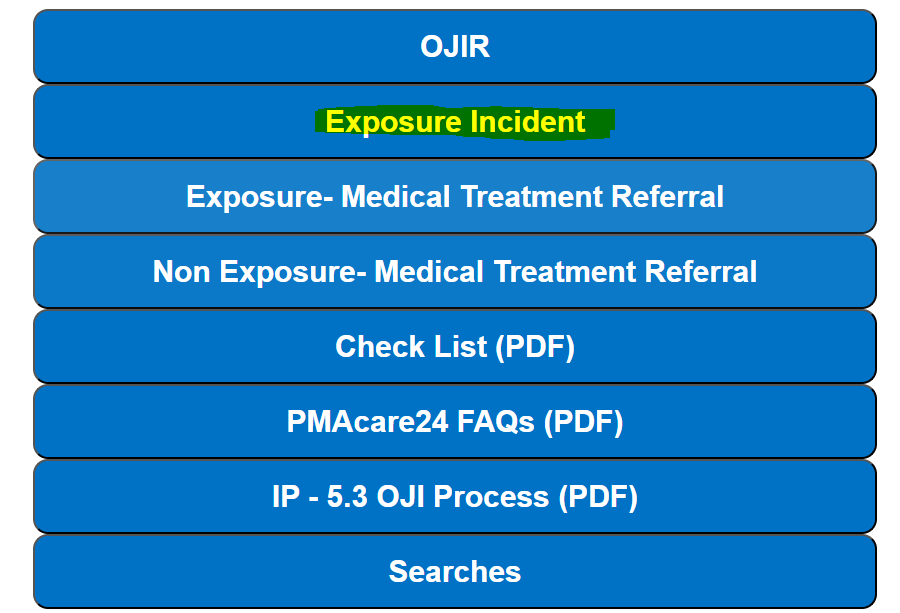 OJIR
Exposure Incident
Exposure- Medical Treatment Referral
Non Exposure- Medical Treatment Referral
Check List (PDF)
PMAcare24 FAQs (PDF)
IP - 5.3 OJI Process (PDF)
Searches